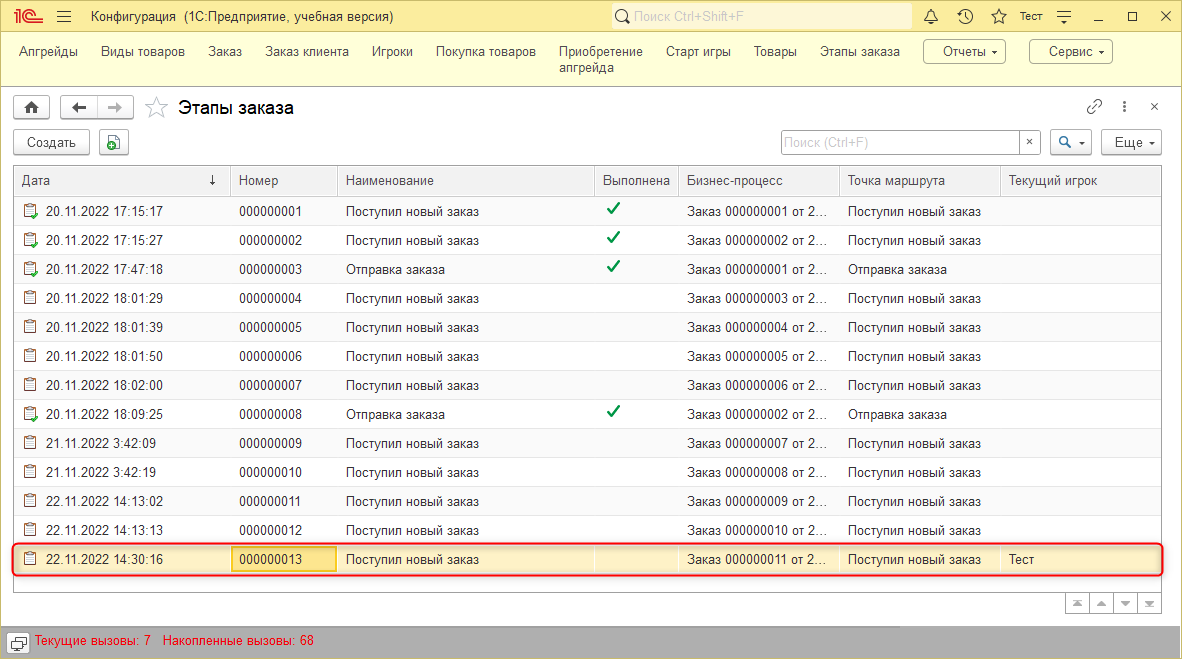 1С Конфигурация (1С:Предприятие, учебная версия) Поиск Ctrl+Shift+F Тест
Апгрейды Виды товаров Заказ Заказ клиента Игроки Покупка товаров Приобретение апгрейда Старт игры Товары Этапы заказа Отчеты Сервис
Этапы заказа
Создать Поиск (Ctrl+F) × Еще
Дата ↓ Номер Наименование Выполнена Бизнес-процесс Точка маршрута Текущий игрок
20.11.2022 17:15:17 000000001 Поступил новый заказ Заказ 000000001 от 2... Поступил новый заказ
20.11.2022 17:15:27 000000002 Поступил новый заказ Заказ 000000002 от 2... Поступил новый заказ
20.11.2022 17:47:18 000000003 Отправка заказа Заказ 000000001 от 2... Отправка заказа
20.11.2022 18:01:29 000000004 Поступил новый заказ Заказ 000000003 от 2... Поступил новый заказ
20.11.2022 18:01:39 000000005 Поступил новый заказ Заказ 000000004 от 2... Поступил новый заказ
20.11.2022 18:01:50 000000006 Поступил новый заказ Заказ 000000005 от 2... Поступил новый заказ
20.11.2022 18:02:00 000000007 Поступил новый заказ Заказ 000000006 от 2... Поступил новый заказ
20.11.2022 18:09:25 000000008 Отправка заказа Заказ 000000002 от 2... Отправка заказа
21.11.2022 3:42:09 000000009 Поступил новый заказ Заказ 000000007 от 2... Поступил новый заказ
21.11.2022 3:42:19 000000010 Поступил новый заказ Заказ 000000008 от 2... Поступил новый заказ
22.11.2022 14:13:02 000000011 Поступил новый заказ Заказ 000000009 от 2... Поступил новый заказ
22.11.2022 14:13:13 000000012 Поступил новый заказ Заказ 000000010 от 2... Поступил новый заказ
22.11.2022 14:30:16 000000013 Поступил новый заказ Заказ 000000011 от 2... Поступил новый заказ Тест
Текущие вызовы: 7 Накопленные вызовы: 68